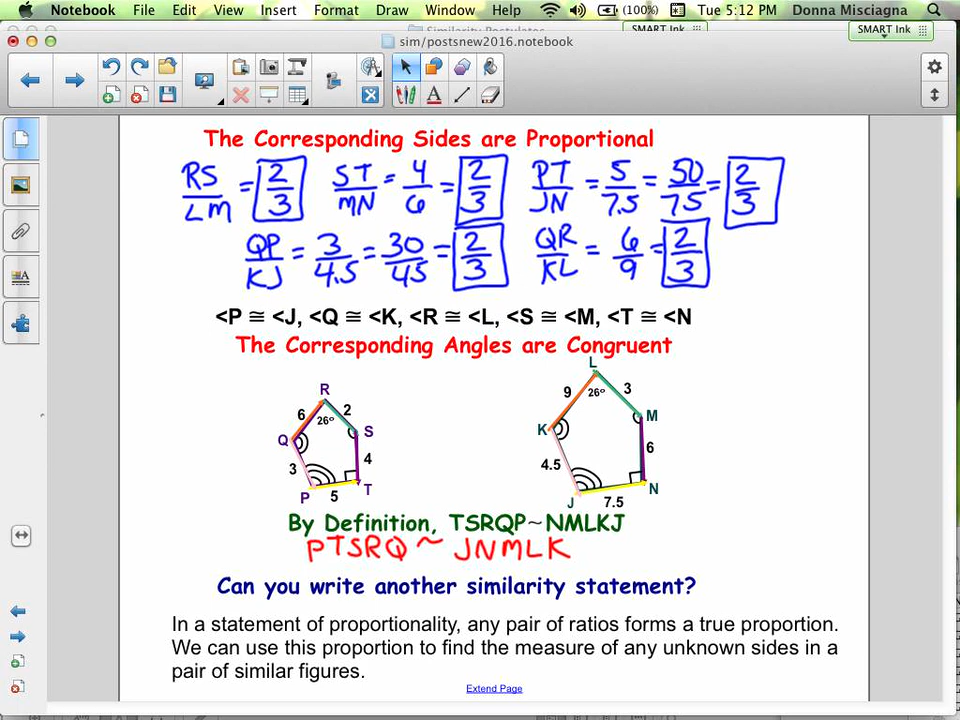 Notebook File Edit View Insert Format Draw Window Help (100%) Tue 5:12 PM Donna Misciagna
Similarity Postulates
SMART Ink
SMART Ink
sim/postsnew2016.notebook
The Corresponding Sides are Proportional
RS/LM = 2/3 ST/MN = 4/6 = 2/3 PT/JN = 5/7.5 = 50/75 = 2/3
QP/KJ = 3/4.5 = 30/45 = 2/3 QR/KL = 6/9 = 2/3
<P ≅ <J, <Q ≅ <K, <R ≅ <L, <S ≅ <M, <T ≅ <N
The Corresponding Angles are Congruent
R
6 26° 2
Q S
3 4
P 5 T
L
9 26° 3
K M
4.5 6
J 7.5 N
By Definition, TSRQP~NMLKJ
PTSRQ ~ JNMLK
Can you write another similarity statement?
In a statement of proportionality, any pair of ratios forms a true proportion.
We can use this proportion to find the measure of any unknown sides in a
pair of similar figures.
Extend Page